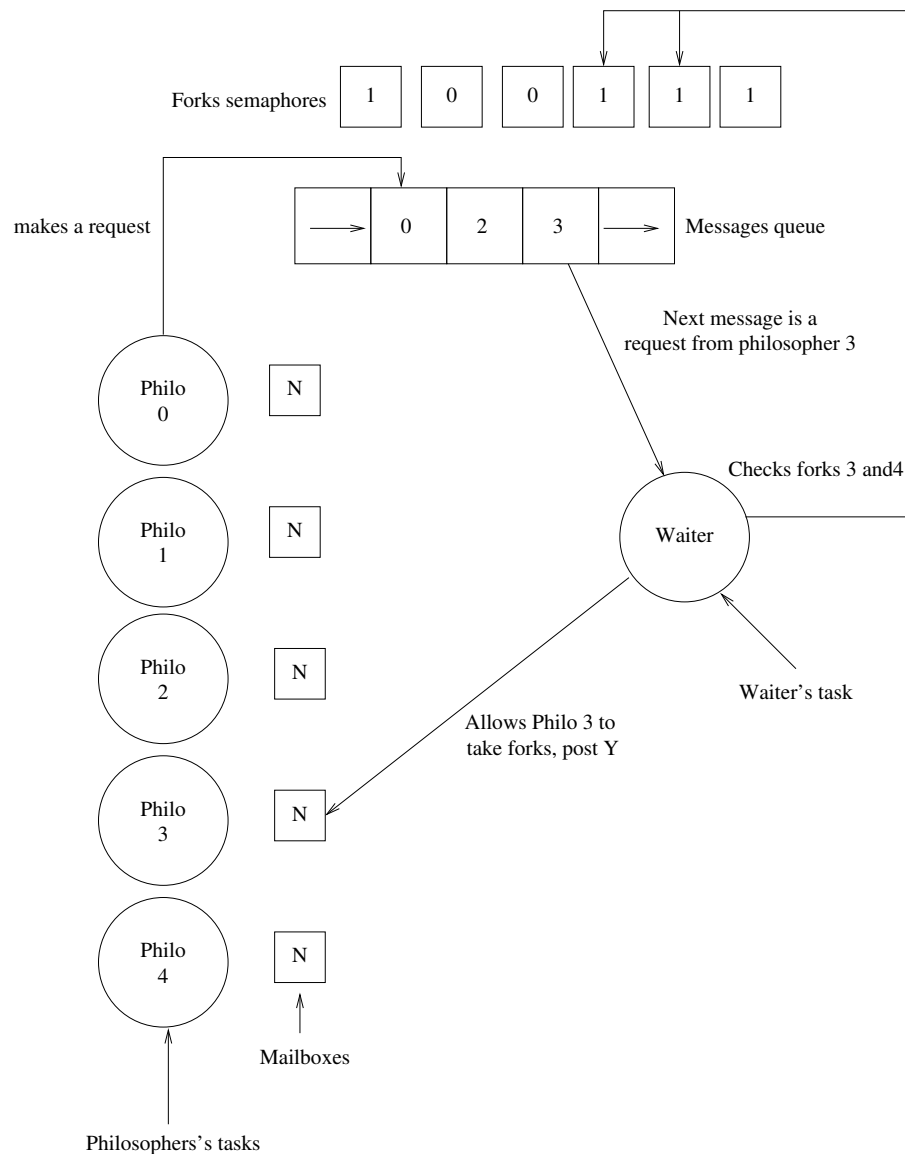 Forks semaphores
1 0 0 1 1 1
makes a request
0 2 3
Messages queue
Next message is a
request from philosopher 3
Philo
0
N
Checks forks 3 and4
Philo
1
N
Waiter
Philo
2
N
Waiter's task
Allows Philo 3 to
take forks, post Y
Philo
3
N
Philo
4
N
Mailboxes
Philosophers's tasks